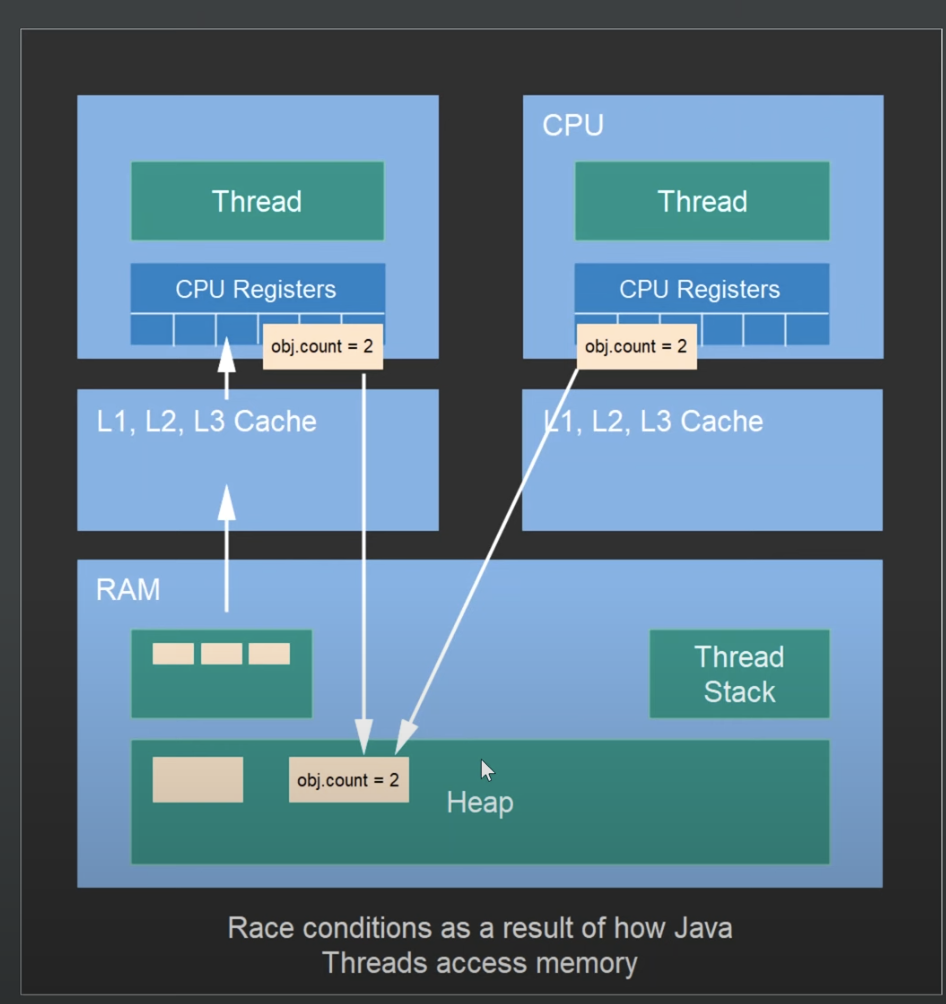 CPU
Thread
Thread
CPU Registers
CPU Registers
obj.count = 2
obj.count = 2
L1, L2, L3 Cache
L1, L2, L3 Cache
RAM
Thread
Stack
obj.count = 2
Heap
Race conditions as a result of how Java
Threads access memory